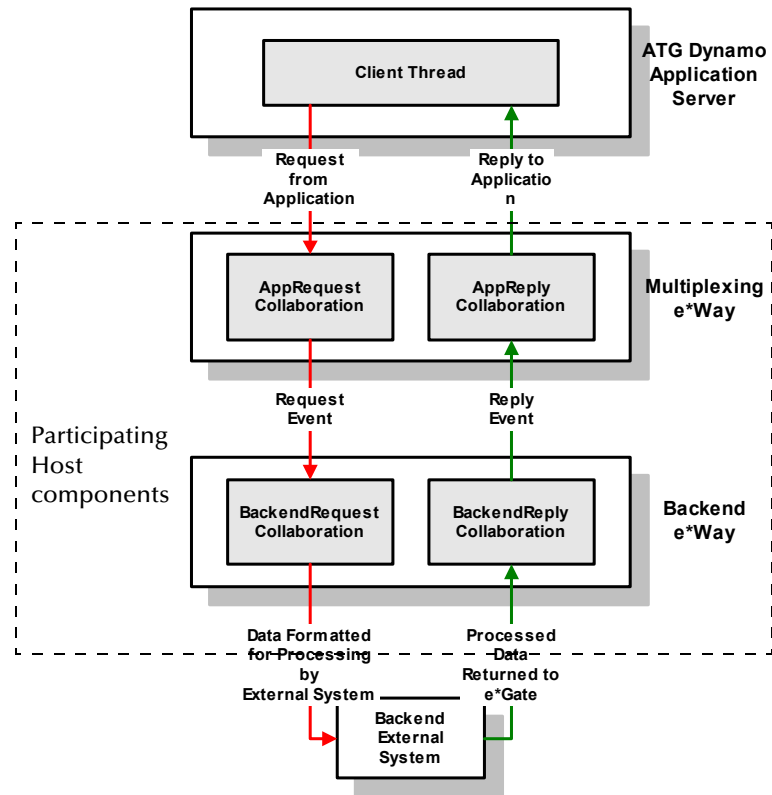 ATG Dynamo
Application
Server
Client Thread
Request
from
Application
Reply to
Applicatio
n
AppRequest
Collaboration
AppReply
Collaboration
Multiplexing
e*Way
Request
Event
Reply
Event
Participating
Host
components
BackendRequest
Collaboration
BackendReply
Collaboration
Backend
e*Way
Data Formatted
for Processing
by
External System
Processed
Data
Returned to
e*Gate
Backend
External
System